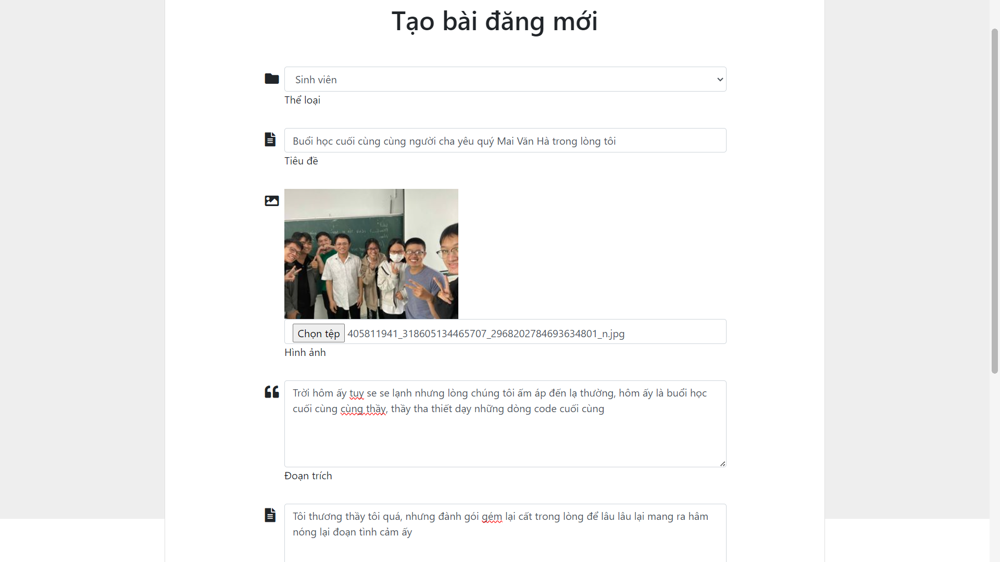 Tạo bài đăng mới
Sinh viên
Thể loại
Buổi học cuối cùng cùng người cha yêu quý Mai Văn Hà trong lòng tôi
Tiêu đề
Chọn tệp 405811941_318605134465707_2968202784693634801_n.jpg
Hình ảnh
Trời hôm ấy tuy se se lạnh nhưng lòng chúng tôi ấm áp đến lạ thường, hôm ấy là buổi học
cuối cùng cùng thầy, thầy tha thiết dạy những dòng code cuối cùng
Đoạn trích
Tôi thương thầy tôi quá, nhưng đành gói gém lại cất trong lòng để lâu lâu lại mang ra hâm
nóng lại đoạn tình cảm ấy